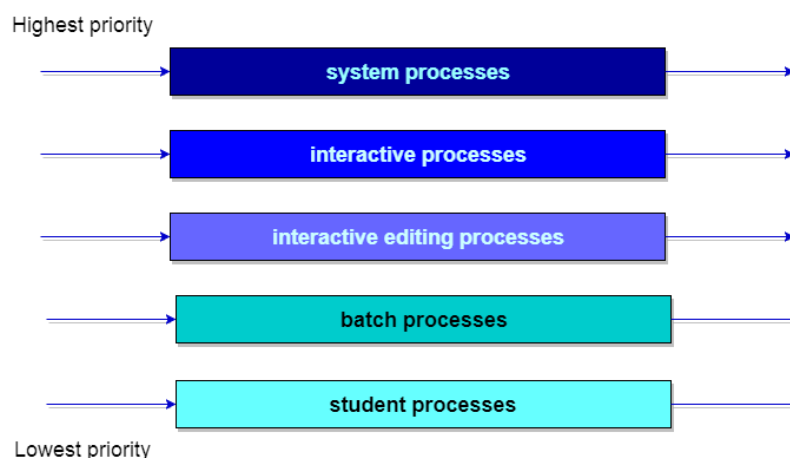 Highest priority
system processes
interactive processes
interactive editing processes
batch processes
student processes
Lowest priority